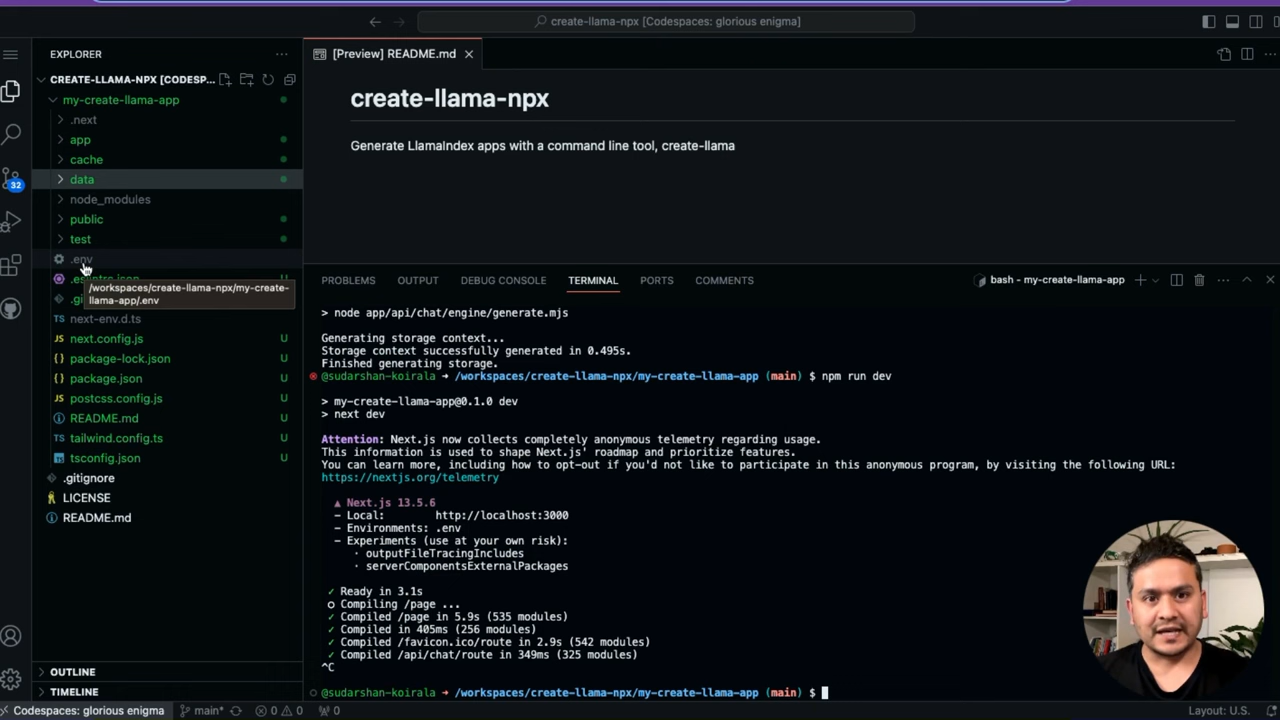 create-llama-npx [Codespaces: glorious enigma]
EXPLORER
CREATE-LLAMA-NPX [CODESP...
my-create-llama-app
.next
app
cache
data
node_modules
public
test
.env
/workspaces/create-llama-npx/my-create-
llama-app/.env
next-env.d.ts
next.config.js U
package-lock.json U
package.json U
postcss.config.js U
README.md U
tailwind.config.ts U
tsconfig.json U
.gitignore
LICENSE
README.md
OUTLINE
TIMELINE
32
[Preview] README.md
create-llama-npx
Generate LlamaIndex apps with a command line tool, create-llama
PROBLEMS OUTPUT DEBUG CONSOLE TERMINAL PORTS COMMENTS
bash - my-create-llama-app
> node app/api/chat/engine/generate.mjs
Generating storage context...
Storage context successfully generated in 0.495s.
Finished generating storage.
@sudarshan-koirala ➜ /workspaces/create-llama-npx/my-create-llama-app (main) $ npm run dev
> my-create-llama-app@0.1.0 dev
> next dev
Attention: Next.js now collects completely anonymous telemetry regarding usage.
This information is used to shape Next.js' roadmap and prioritize features.
You can learn more, including how to opt-out if you'd not like to participate in this anonymous program, by visiting the following URL:
https://nextjs.org/telemetry
▲ Next.js 13.5.6
- Local: http://localhost:3000
- Environments: .env
- Experiments (use at your own risk):
· outputFileTracingIncludes
· serverComponentsExternalPackages
✓ Ready in 3.1s
○ Compiling /page ...
✓ Compiled /page in 5.9s (535 modules)
✓ Compiled in 405ms (256 modules)
✓ Compiled /favicon.ico/route in 2.9s (542 modules)
✓ Compiled /api/chat/route in 349ms (325 modules)
^C
@sudarshan-koirala ➜ /workspaces/create-llama-npx/my-create-llama-app (main) $
Codespaces: glorious enigma main* 0 0 0 Layout: U.S.